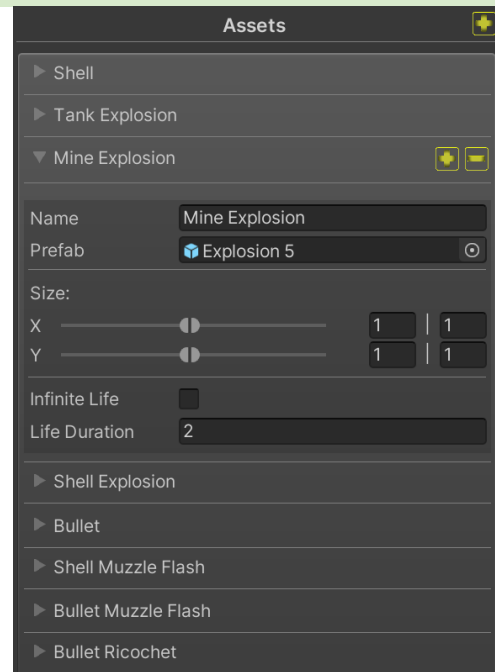 Assets
Shell
Tank Explosion
Mine Explosion
Name Mine Explosion
Prefab Explosion 5
Size:
X 1 | 1
Y 1 | 1
Infinite Life
Life Duration 2
Shell Explosion
Bullet
Shell Muzzle Flash
Bullet Muzzle Flash
Bullet Ricochet